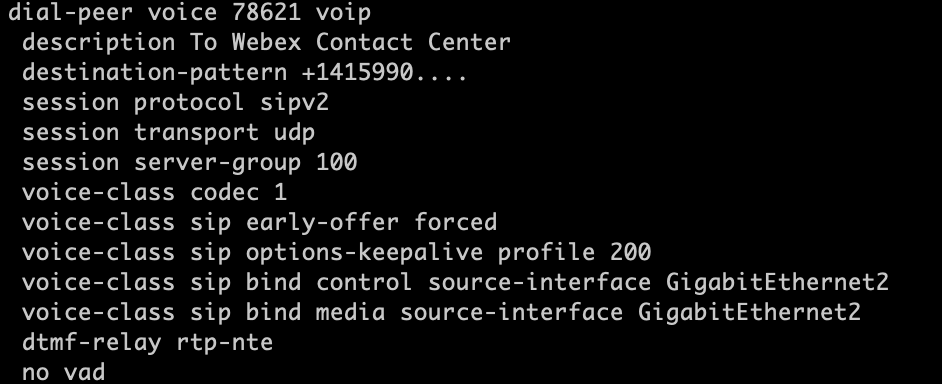 dial-peer voice 78621 voip
description To Webex Contact Center
destination-pattern +1415990....
session protocol sipv2
session transport udp
session server-group 100
voice-class codec 1
voice-class sip early-offer forced
voice-class sip options-keepalive profile 200
voice-class sip bind control source-interface GigabitEthernet2
voice-class sip bind media source-interface GigabitEthernet2
dtmf-relay rtp-nte
no vad